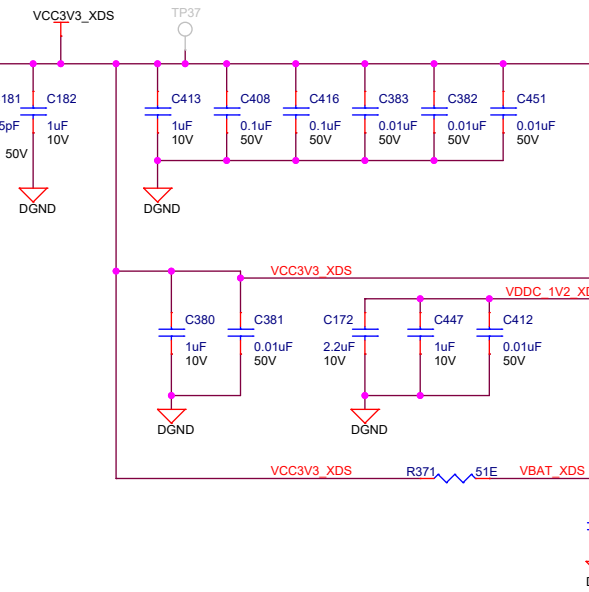 VCC3V3_XDS
TP37
181 C182 C413 C408 C416 C383 C382 C451
5pF 1uF 1uF 0.1uF 0.1uF 0.01uF 0.01uF 0.01uF
10V 10V 50V 50V 50V 50V 50V
50V
DGND DGND
VCC3V3_XDS
VDDC_1V2_XD
C380 C381 C172 C447 C412
1uF 0.01uF 2.2uF 1uF 0.01uF
10V 50V 10V 10V 50V
DGND DGND
VCC3V3_XDS R371 51E VBAT_XDS